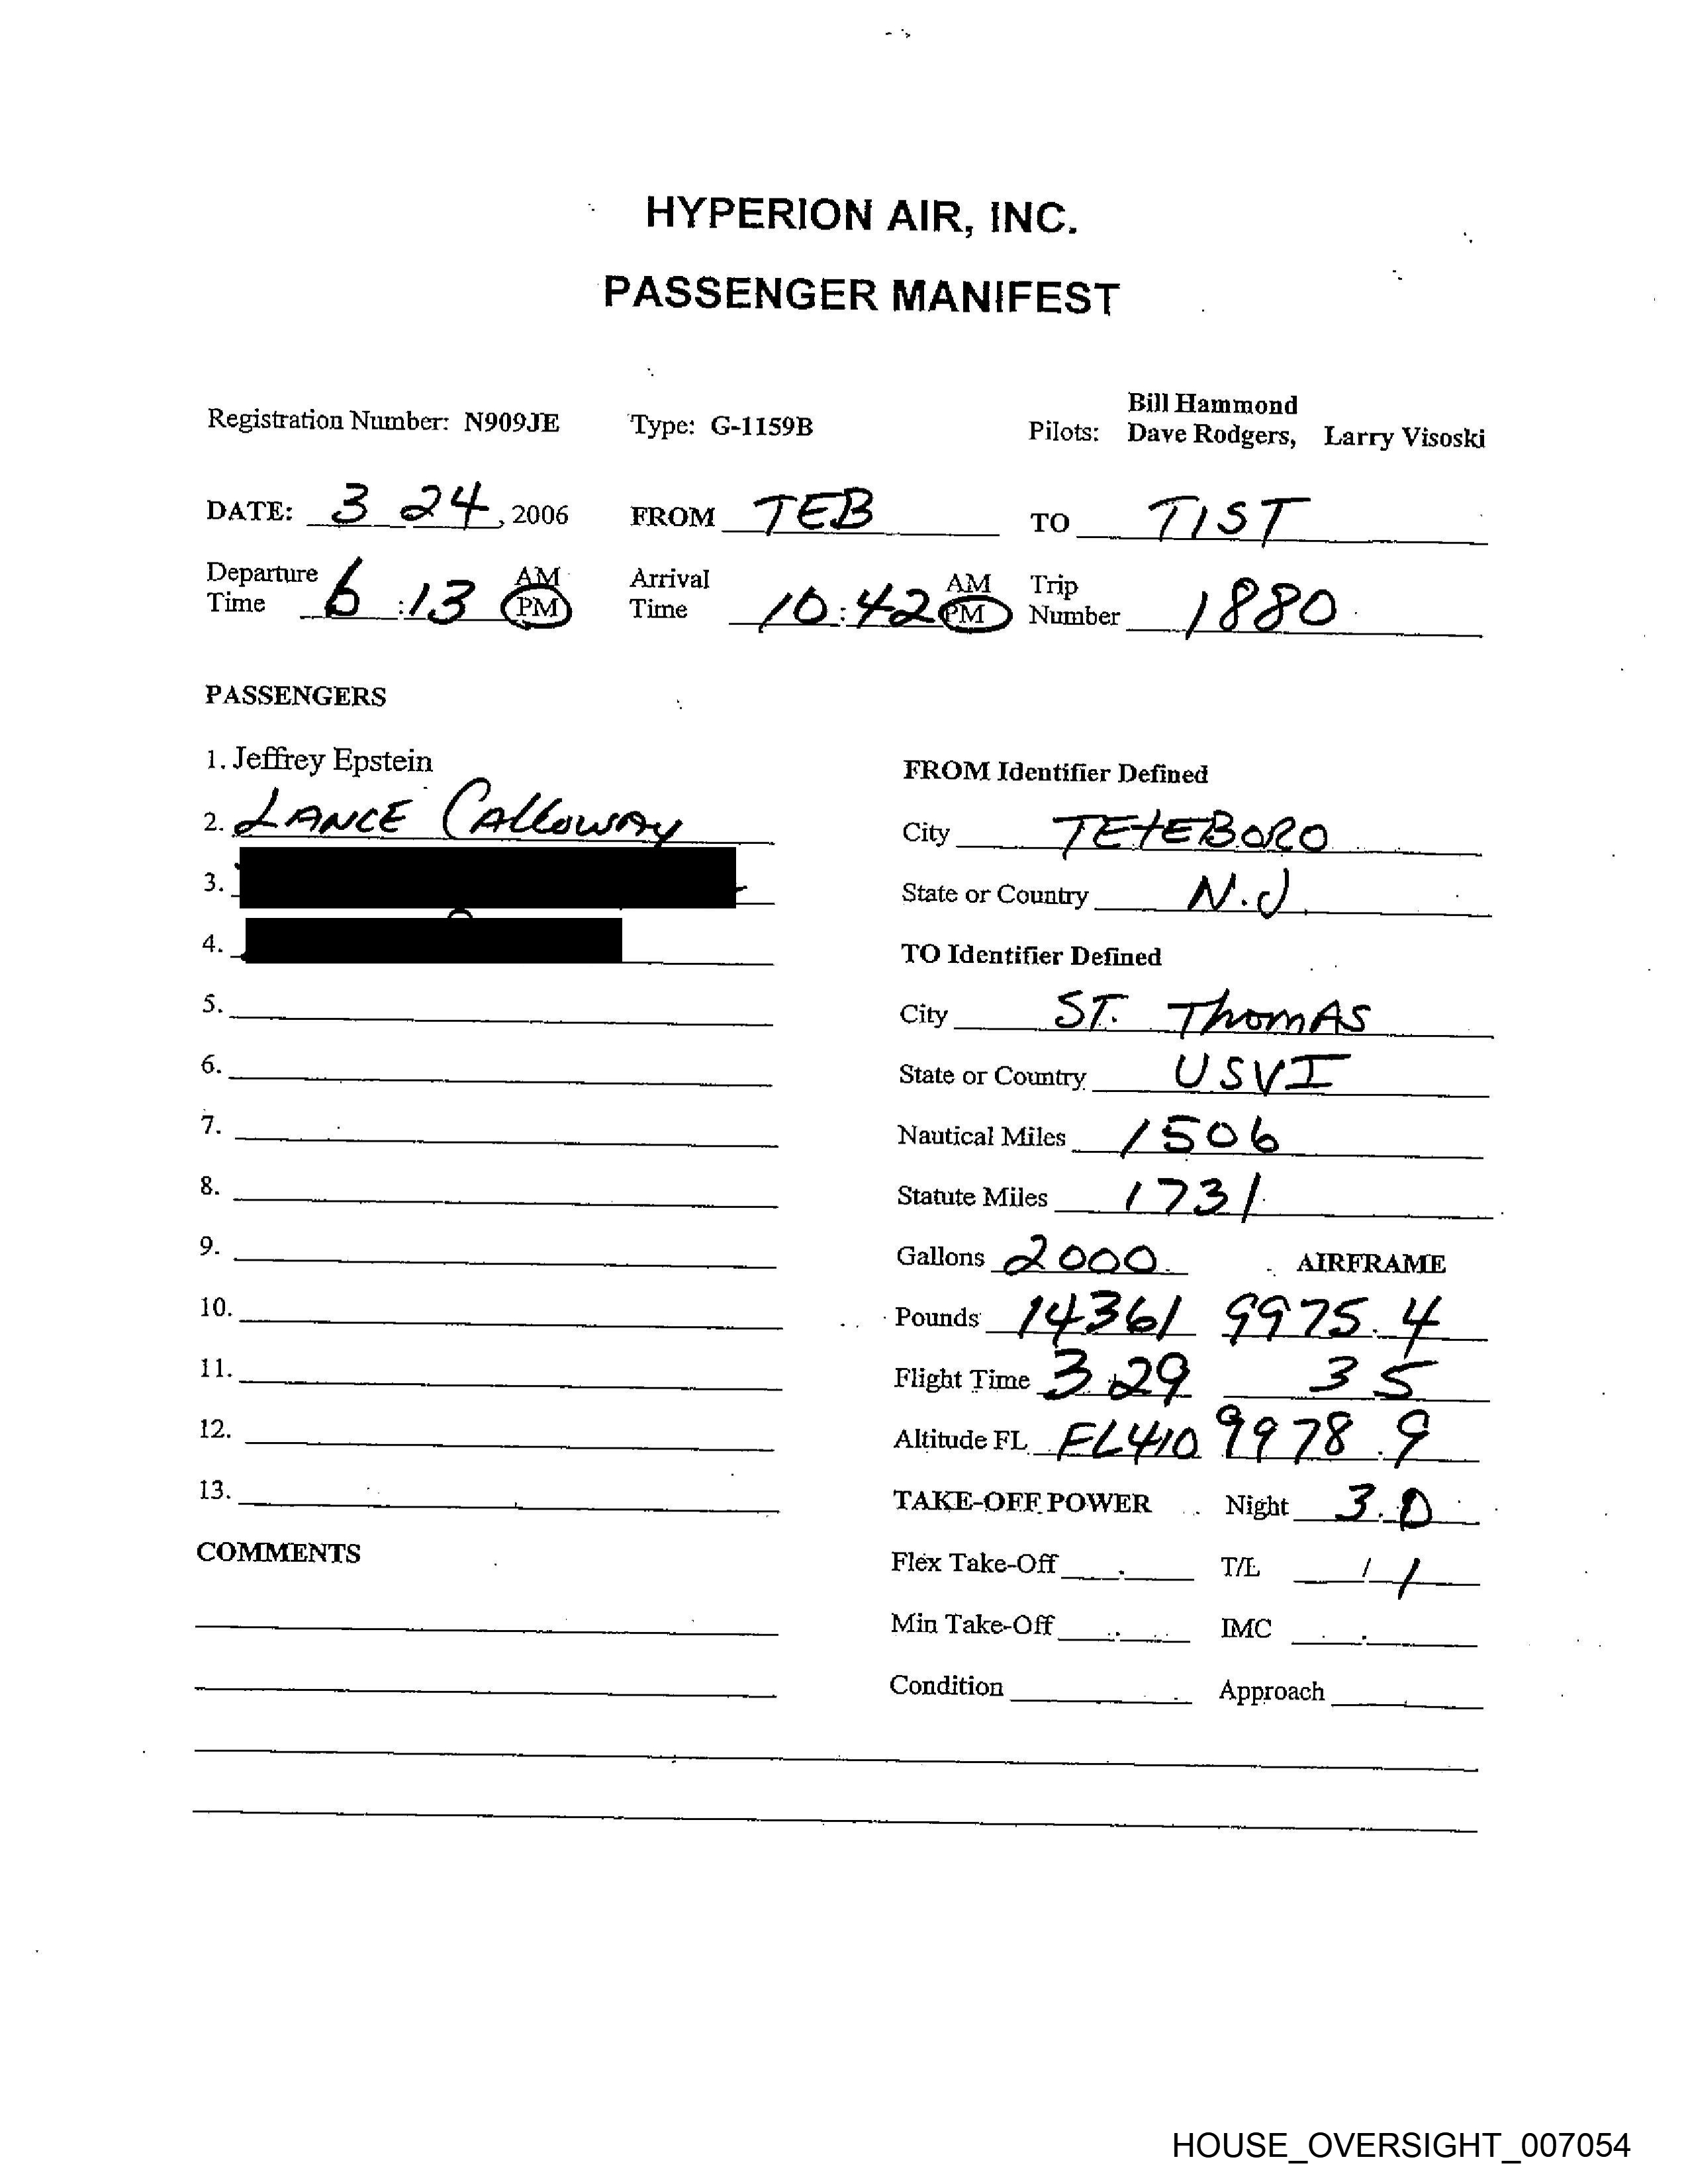 HYPERION AIR, INC.
PASSENGER MANIFEST
Registration Number: N909JE Type: G-1159B Pilots: Bill Hammond
Dave Rodgers, Larry Visoski
DATE: 3 24, 2006 FROM TEB TO TIST
Departure Time 6:13 AM PM Arrival Time 10:42 AM PM Trip Number 1880
PASSENGERS
1. Jeffrey Epstein
2. LANCE CALLOWAY
3.
4.
5.
6.
7.
8.
9.
10.
11.
12.
13.
COMMENTS
FROM Identifier Defined
City TETEBORO
State or Country N.J.
TO Identifier Defined
City ST. THOMAS
State or Country USVI
Nautical Miles 1506
Statute Miles 1731
Gallons 2000 AIRFRAME
Pounds 14361 9975.4
Flight Time 3+29 3 5
Altitude FL FL410 9978.9
TAKE-OFF POWER Night 3.0
Flex Take-Off T/L / 1
Min Take-Off IMC
Condition Approach
HOUSE_OVERSIGHT_007054